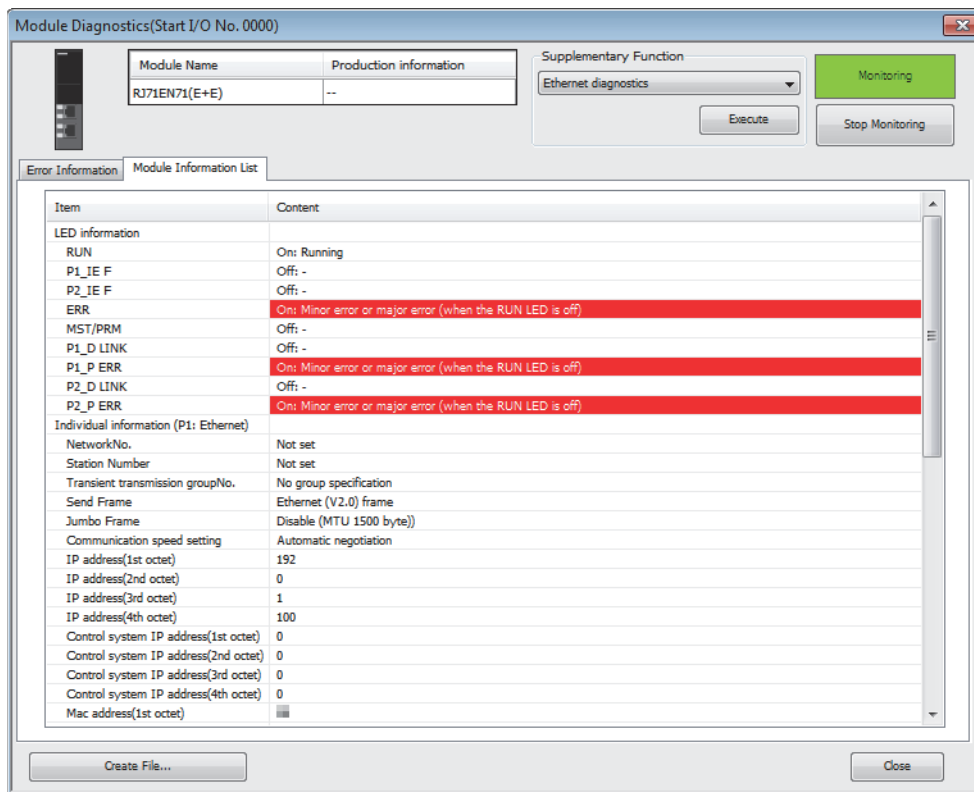 Module Diagnostics(Start I/O No. 0000)
Module Name Production information
RJ71EN71(E+E) --
Supplementary Function
Ethernet diagnostics
Execute
Monitoring
Stop Monitoring
Error Information Module Information List
Item Content
LED information
RUN On: Running
P1_IE F Off: -
P2_IE F Off: -
ERR On: Minor error or major error (when the RUN LED is off)
MST/PRM Off: -
P1_D LINK Off: -
P1_P ERR On: Minor error or major error (when the RUN LED is off)
P2_D LINK Off: -
P2_P ERR On: Minor error or major error (when the RUN LED is off)
Individual information (P1: Ethernet)
NetworkNo. Not set
Station Number Not set
Transient transmission groupNo. No group specification
Send Frame Ethernet (V2.0) frame
Jumbo Frame Disable (MTU 1500 byte))
Communication speed setting Automatic negotiation
IP address(1st octet) 192
IP address(2nd octet) 0
IP address(3rd octet) 1
IP address(4th octet) 100
Control system IP address(1st octet) 0
Control system IP address(2nd octet) 0
Control system IP address(3rd octet) 0
Control system IP address(4th octet) 0
Mac address(1st octet)
Create File... Close